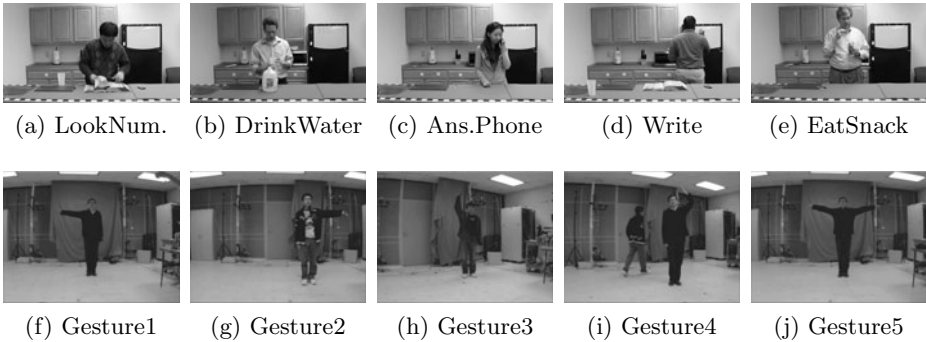 (a) LookNum. (b) DrinkWater (c) Ans.Phone (d) Write (e) EatSnack
(f) Gesture1 (g) Gesture2 (h) Gesture3 (i) Gesture4 (j) Gesture5